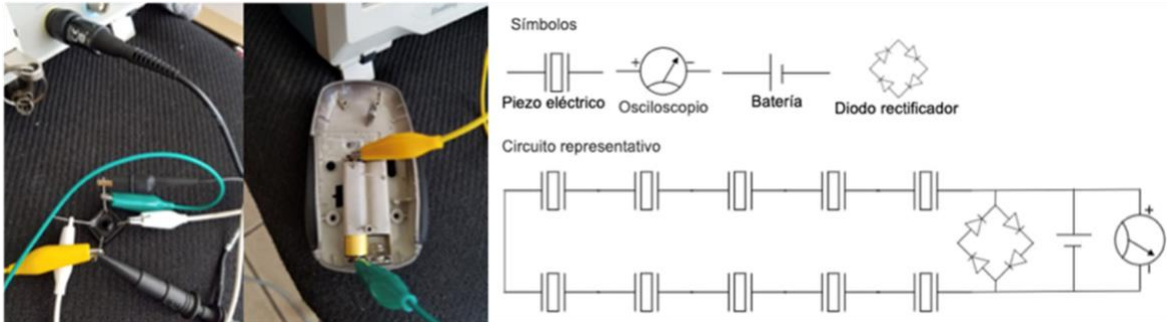 Símbolos
+ −
Piezo eléctrico Osciloscopio Batería Diodo rectificador
Circuito representativo
+
−